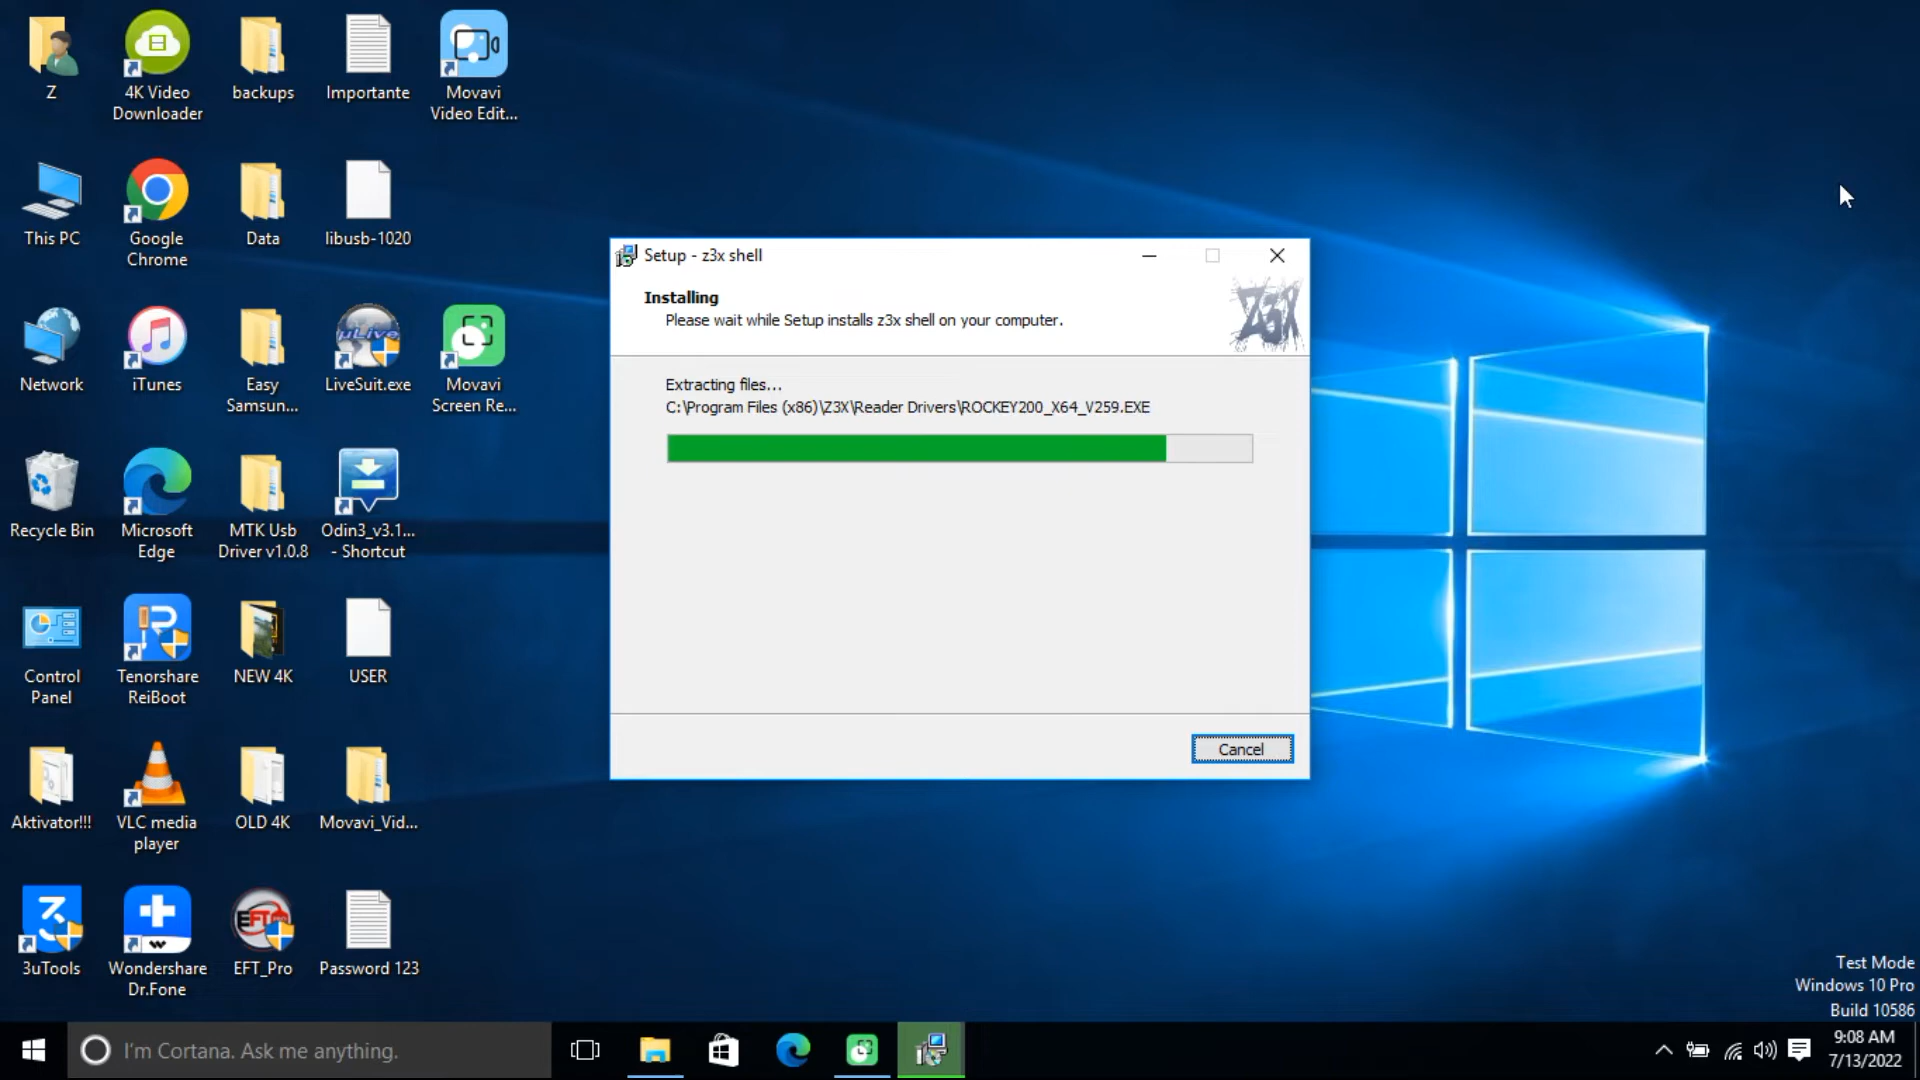 Z
4K Video
Downloader
backups
Importante
Movavi
Video Edit...
This PC
Google
Chrome
Data
libusb-1020
Network
iTunes
Easy
Samsun...
µLive
LiveSuit.exe
Movavi
Screen Re...
Recycle Bin
Microsoft
Edge
MTK Usb
Driver v1.0.8
Odin3_v3.1...
- Shortcut
Control
Panel
Tenorshare
ReiBoot
NEW 4K
USER
Aktivator!!!
VLC media
player
OLD 4K
Movavi_Vid...
3uTools
Wondershare
Dr.Fone
EFT
EFT_Pro
Password 123
Setup - z3x shell
Installing
Please wait while Setup installs z3x shell on your computer.
Z3X
Extracting files...
C:\Program Files (x86)\Z3X\Reader Drivers\ROCKEY200_X64_V259.EXE
Cancel
Test Mode
Windows 10 Pro
Build 10586
I'm Cortana. Ask me anything.
9:08 AM
7/13/2022